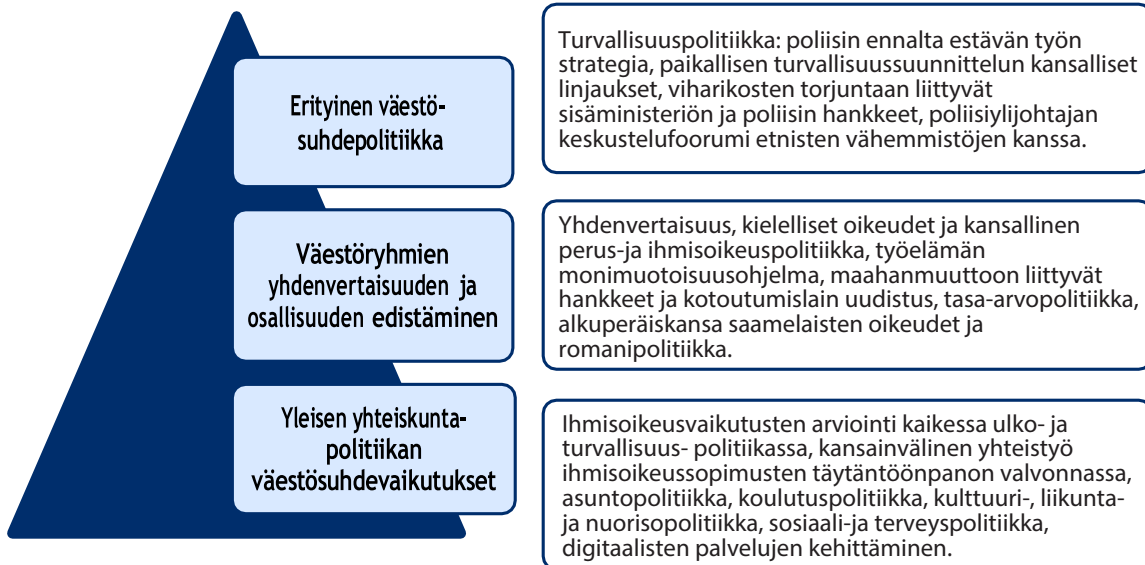 Erityinen väestö-
suhdepolitiikka
Turvallisuuspolitiikka: poliisin ennalta estävän työn
strategia, paikallisen turvallisuussuunnittelun kansalliset
linjaukset, viharikosten torjuntaan liittyvät
sisäministeriön ja poliisin hankkeet, poliisiylijohtajan
keskustelufoorumi etnisten vähemmistöjen kanssa.
Väestöryhmien
yhdenvertaisuuden ja
osallisuuden edistäminen
Yhdenvertaisuus, kielelliset oikeudet ja kansallinen
perus-ja ihmisoikeuspolitiikka, työelämän
monimuotoisuusohjelma, maahanmuuttoon liittyvät
hankkeet ja kotoutumislain uudistus, tasa-arvopolitiikka,
alkuperäiskansa saamelaisten oikeudet ja
romanipolitiikka.
Yleisen yhteiskunta-
politiikan
väestösuhdevaikutukset
Ihmisoikeusvaikutusten arviointi kaikessa ulko- ja
turvallisuus- politiikassa, kansainvälinen yhteistyö
ihmisoikeussopimusten täytäntöönpanon valvonnassa,
asuntopolitiikka, koulutuspolitiikka, kulttuuri-, liikunta-
ja nuorisopolitiikka, sosiaali-ja terveyspolitiikka,
digitaalisten palvelujen kehittäminen.